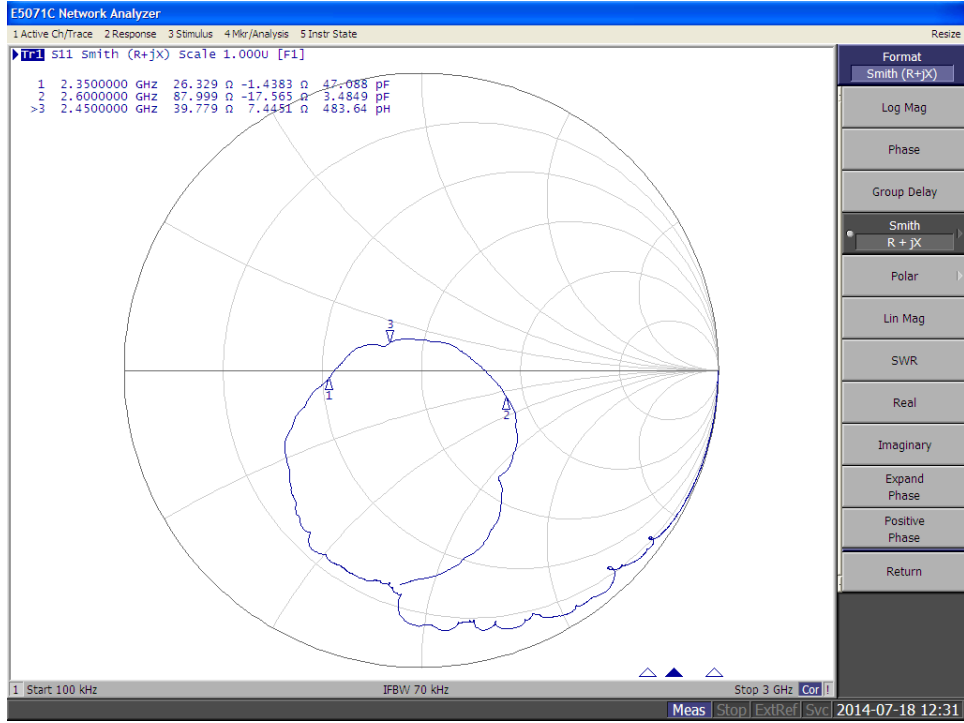 E5071C Network Analyzer
1 Active Ch/Trace 2 Response 3 Stimulus 4 Mkr/Analysis 5 Instr State
Resize
Tr1 S11 Smith (R+jX) Scale 1.000U [F1]
1 2.3500000 GHz 26.329 Ω -1.4383 Ω 47.088 pF
2 2.6000000 GHz 87.999 Ω -17.565 Ω 3.4849 pF
>3 2.4500000 GHz 39.779 Ω 7.4451 Ω 483.64 pH
3
1
2
Format
Smith (R+jX)
Log Mag
Phase
Group Delay
Smith
R + jX
Polar
Lin Mag
SWR
Real
Imaginary
Expand
Phase
Positive
Phase
Return
1 Start 100 kHz
IFBW 70 kHz
Stop 3 GHz Cor !
Meas Stop ExtRef Svc 2014-07-18 12:31